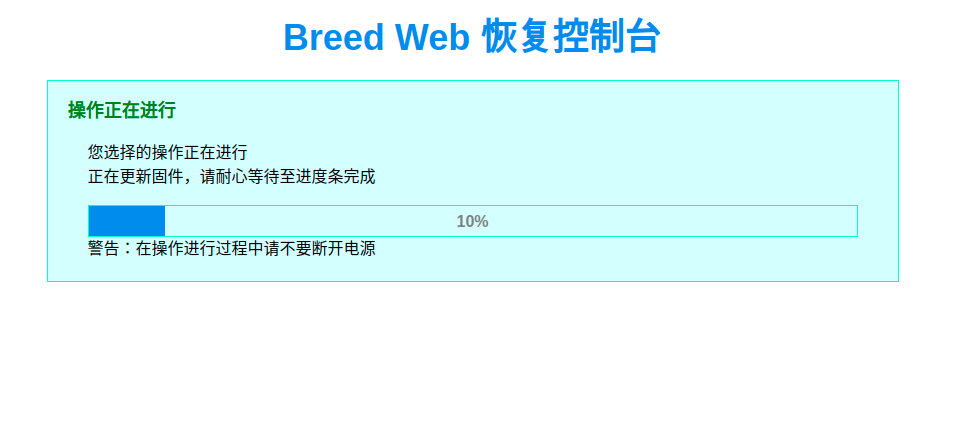 Breed Web 恢复控制台
操作正在进行
您选择的操作正在进行
正在更新固件，请耐心等待至进度条完成
10%
警告：在操作进行过程中请不要断开电源